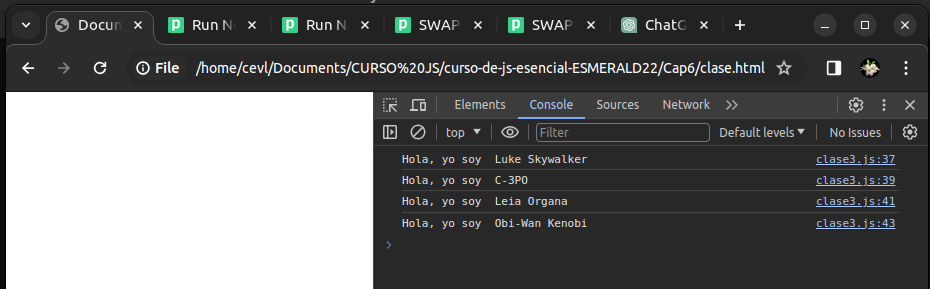 Docum
Run N
Run N
SWAP
SWAP
ChatG
File /home/cevl/Documents/CURSO%20JS/curso-de-js-esencial-ESMERALD22/Cap6/clase.html
Elements Console Sources Network
top Filter Default levels No Issues
Hola, yo soy  Luke Skywalker clase3.js:37
Hola, yo soy  C-3PO clase3.js:39
Hola, yo soy  Leia Organa clase3.js:41
Hola, yo soy  Obi-Wan Kenobi clase3.js:43